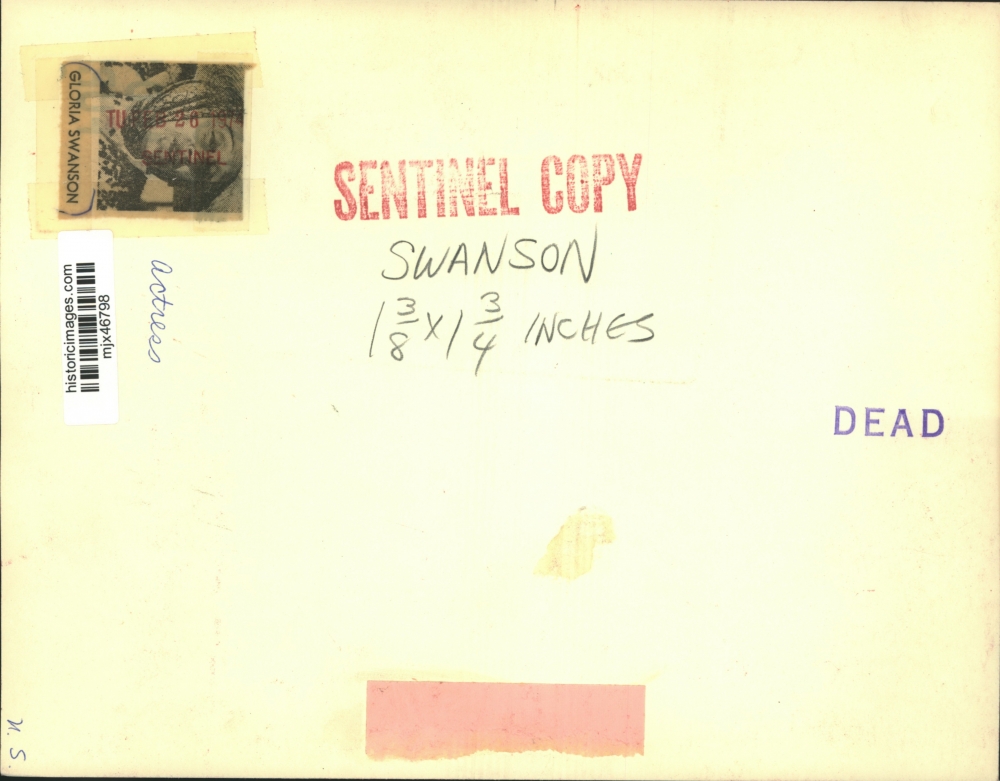 GLORIA SWANSON
SENTINEL
SENTINEL COPY
SWANSON
1 3/8 X 1 3/4 INCHES
historicimages.com
mjx46798
actress
DEAD